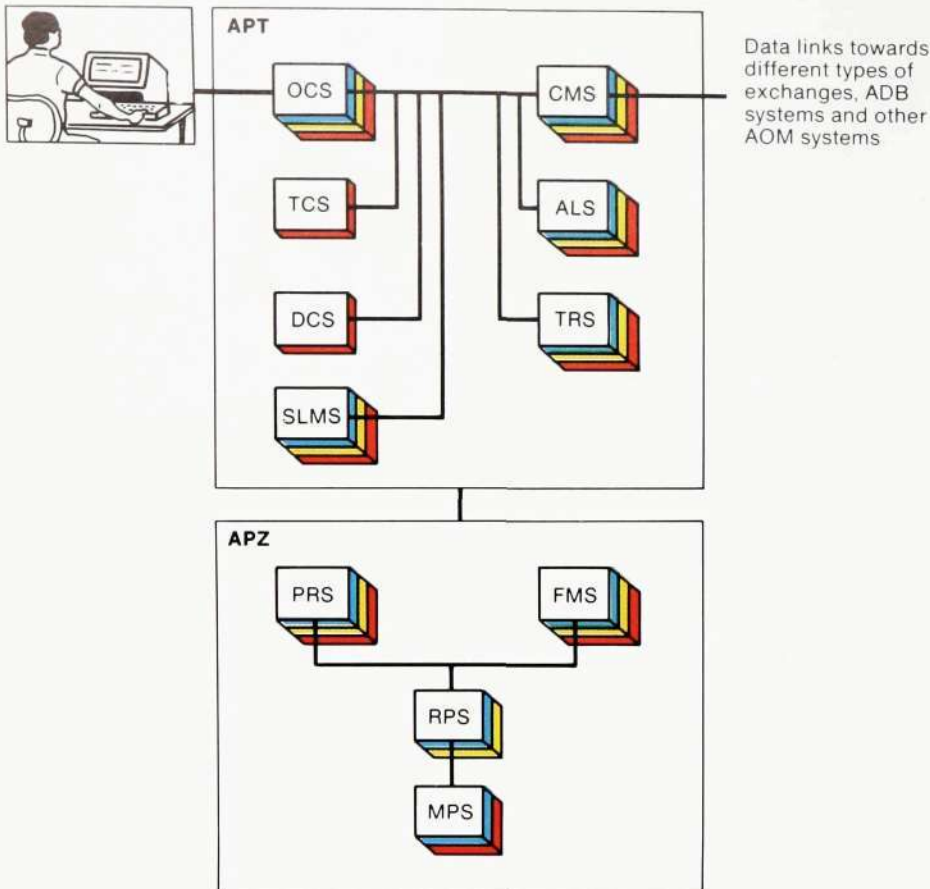 APT
OCS
CMS
Data links towards
different types of
exchanges, ADB
systems and other
AOM systems
TCS
ALS
DCS
TRS
SLMS
APZ
PRS
FMS
RPS
MPS